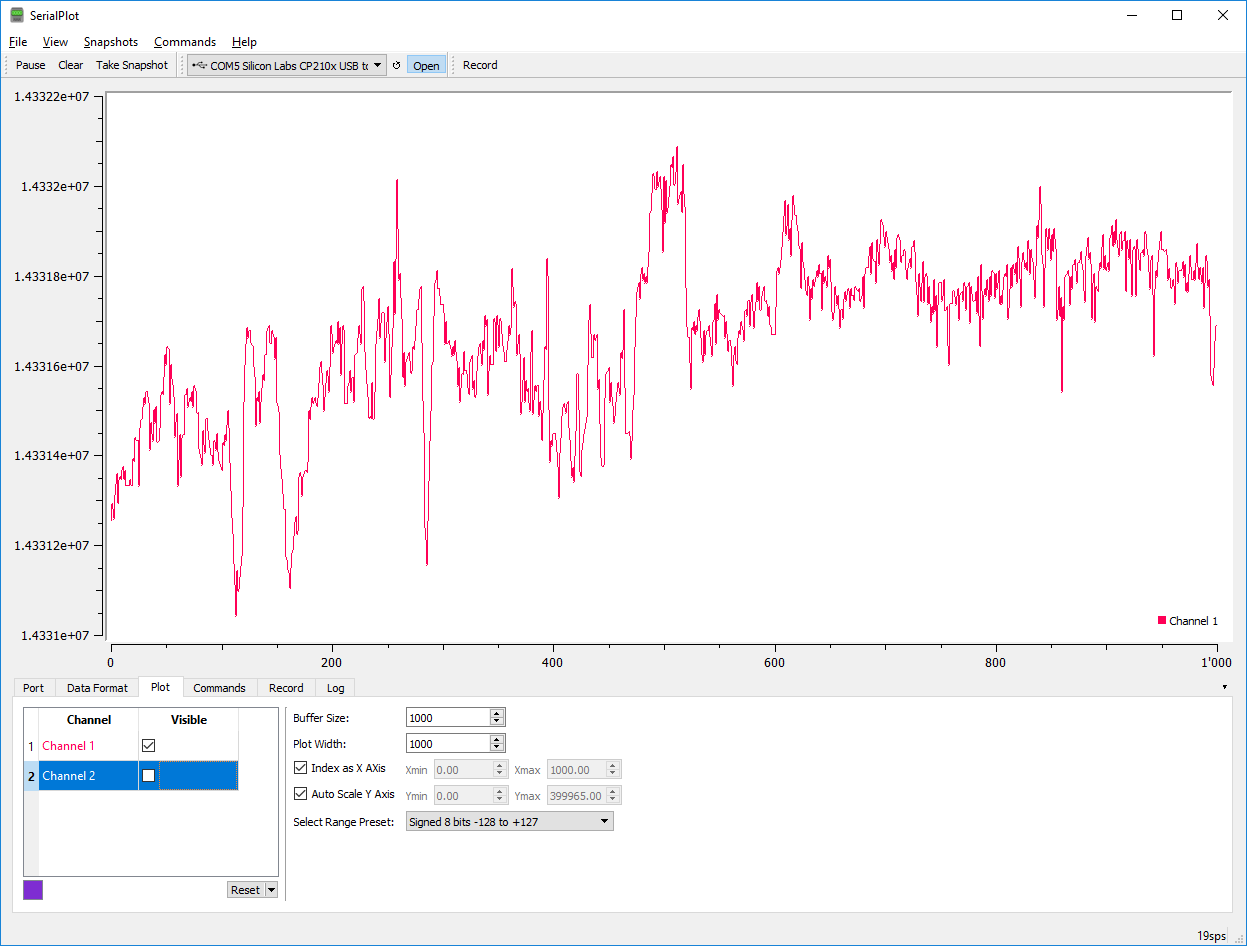 SerialPlot
File View Snapshots Commands Help
Pause Clear Take Snapshot COM5 Silicon Labs CP210x USB to Open Record
1.43322e+07
1.4332e+07
1.43318e+07
1.43316e+07
1.43314e+07
1.43312e+07
1.4331e+07
Channel 1
0 200 400 600 800 1'000
Port Data Format Plot Commands Record Log
Channel Visible
1 Channel 1
2 Channel 2
Reset
Buffer Size: 1000
Plot Width: 1000
Index as X AXis Xmin 0.00 Xmax 1000.00
Auto Scale Y Axis Ymin 0.00 Ymax 399965.00
Select Range Preset: Signed 8 bits -128 to +127
19sps